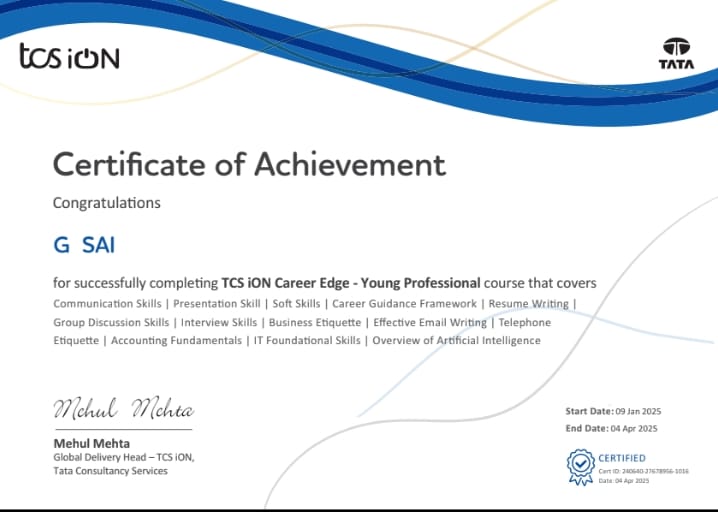 tcs iON
TATA
Certificate of Achievement
Congratulations
G SAI
for successfully completing TCS iON Career Edge - Young Professional course that covers
Communication Skills | Presentation Skill | Soft Skills | Career Guidance Framework | Resume Writing |
Group Discussion Skills | Interview Skills | Business Etiquette | Effective Email Writing | Telephone
Etiquette | Accounting Fundamentals | IT Foundational Skills | Overview of Artificial Intelligence
Mehul Mehta
Mehul Mehta
Global Delivery Head – TCS iON,
Tata Consultancy Services
Start Date: 09 Jan 2025
End Date: 04 Apr 2025
CERTIFIED
Cert ID: 240640-27678956-1016
Date: 04 Apr 2025